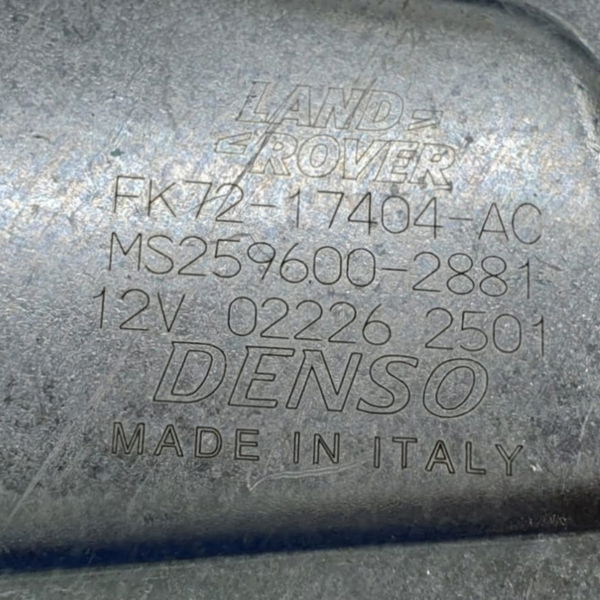 LAND
ROVER
FK72-17404-AC
MS259600-2881
12V 02226 2501
DENSO
MADE IN ITALY